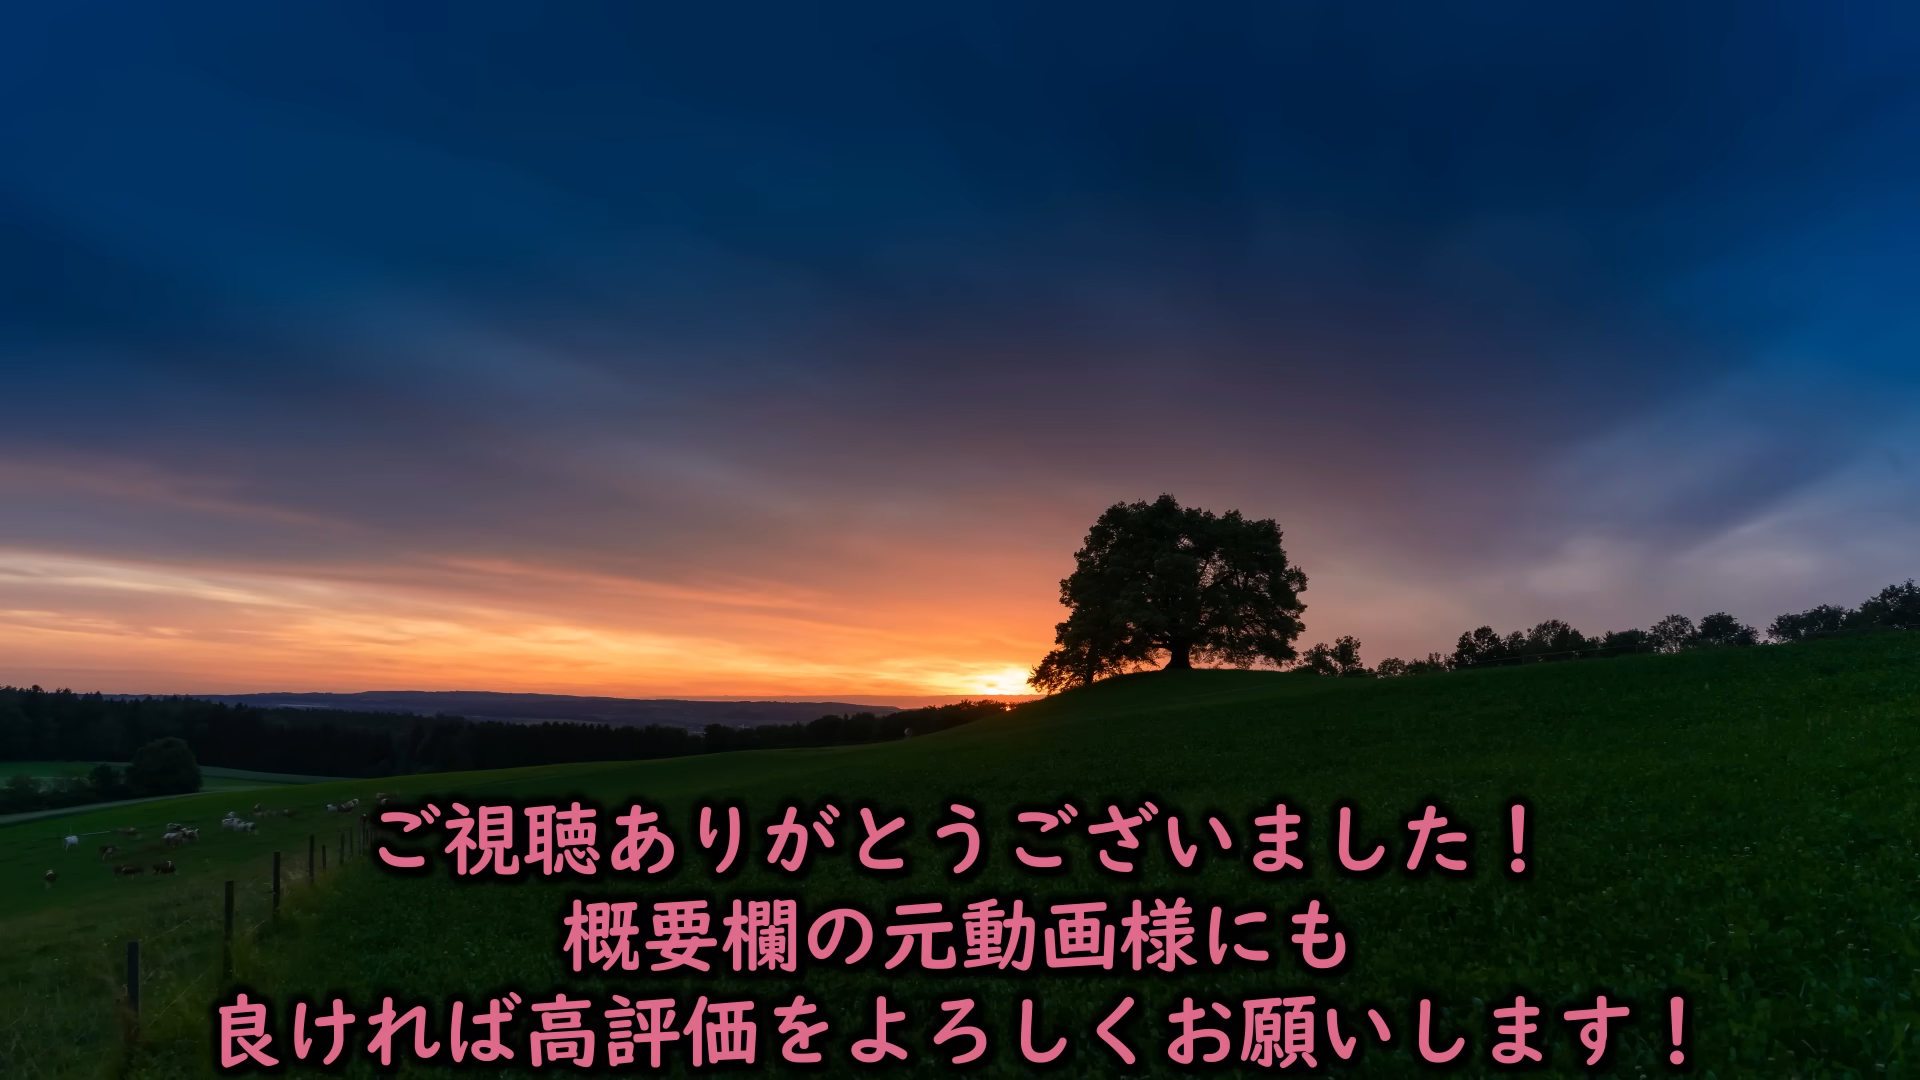 ご視聴ありがとうございました！
概要欄の元動画様にも
良ければ高評価をよろしくお願いします！